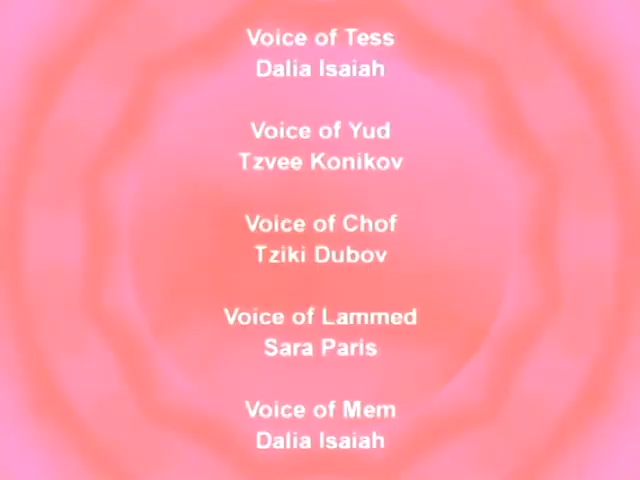 Voice of Tess
Dalia Isaiah
Voice of Yud
Tzvee Konikov
Voice of Chof
Tziki Dubov
Voice of Lammed
Sara Paris
Voice of Mem
Dalia Isaiah